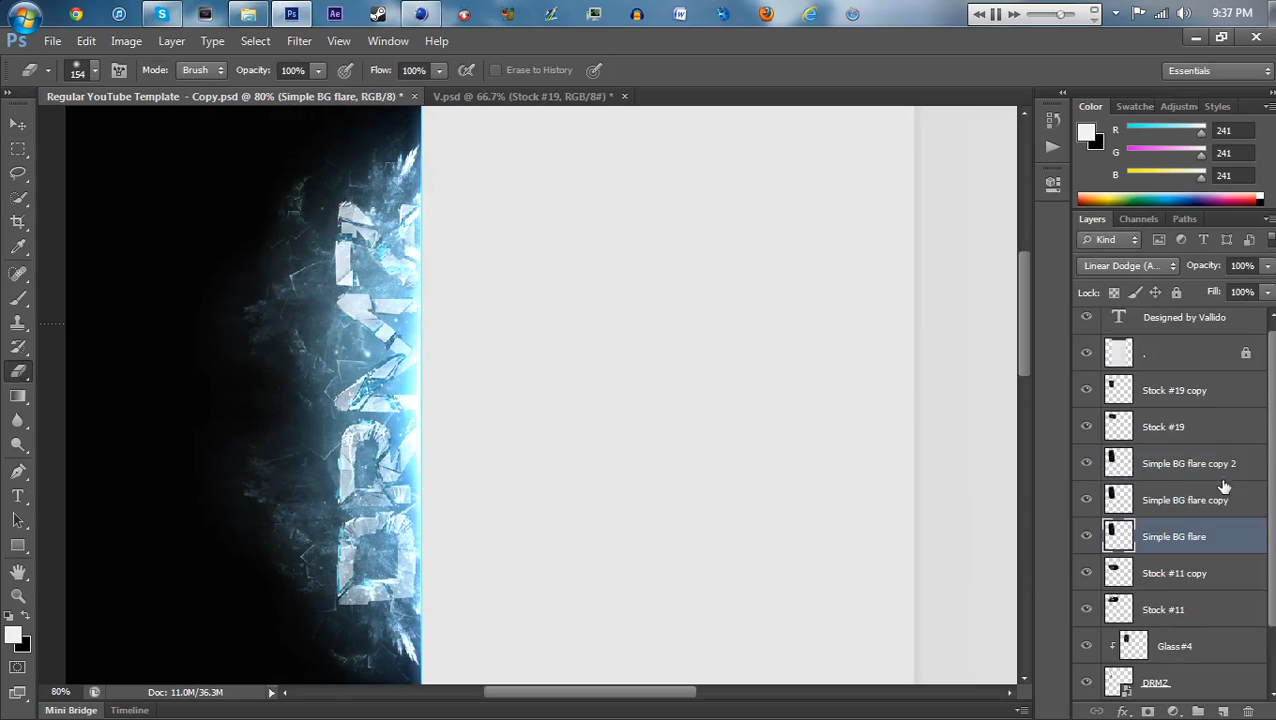 9:37 PM
Ps File Edit Image Layer Type Select Filter View Window Help
154 Mode: Brush Opacity: 100% Flow: 100% Erase to History Essentials
Regular YouTube Template - Copy.psd @ 80% (Simple BG flare, RGB/8) * × V.psd @ 66.7% (Stock #19, RGB/8#) * ×
Color Swatche Adjustm Styles
R 241
G 241
B 241
Layers Channels Paths
Kind
Linear Dodge (A... Opacity: 100%
Lock: Fill: 100%
T Designed by Vallido
.
Stock #19 copy
Stock #19
Simple BG flare copy 2
Simple BG flare copy
Simple BG flare
Stock #11 copy
Stock #11
Glass#4
DRMZ
80% Doc: 11.0M/36.3M
Mini Bridge Timeline